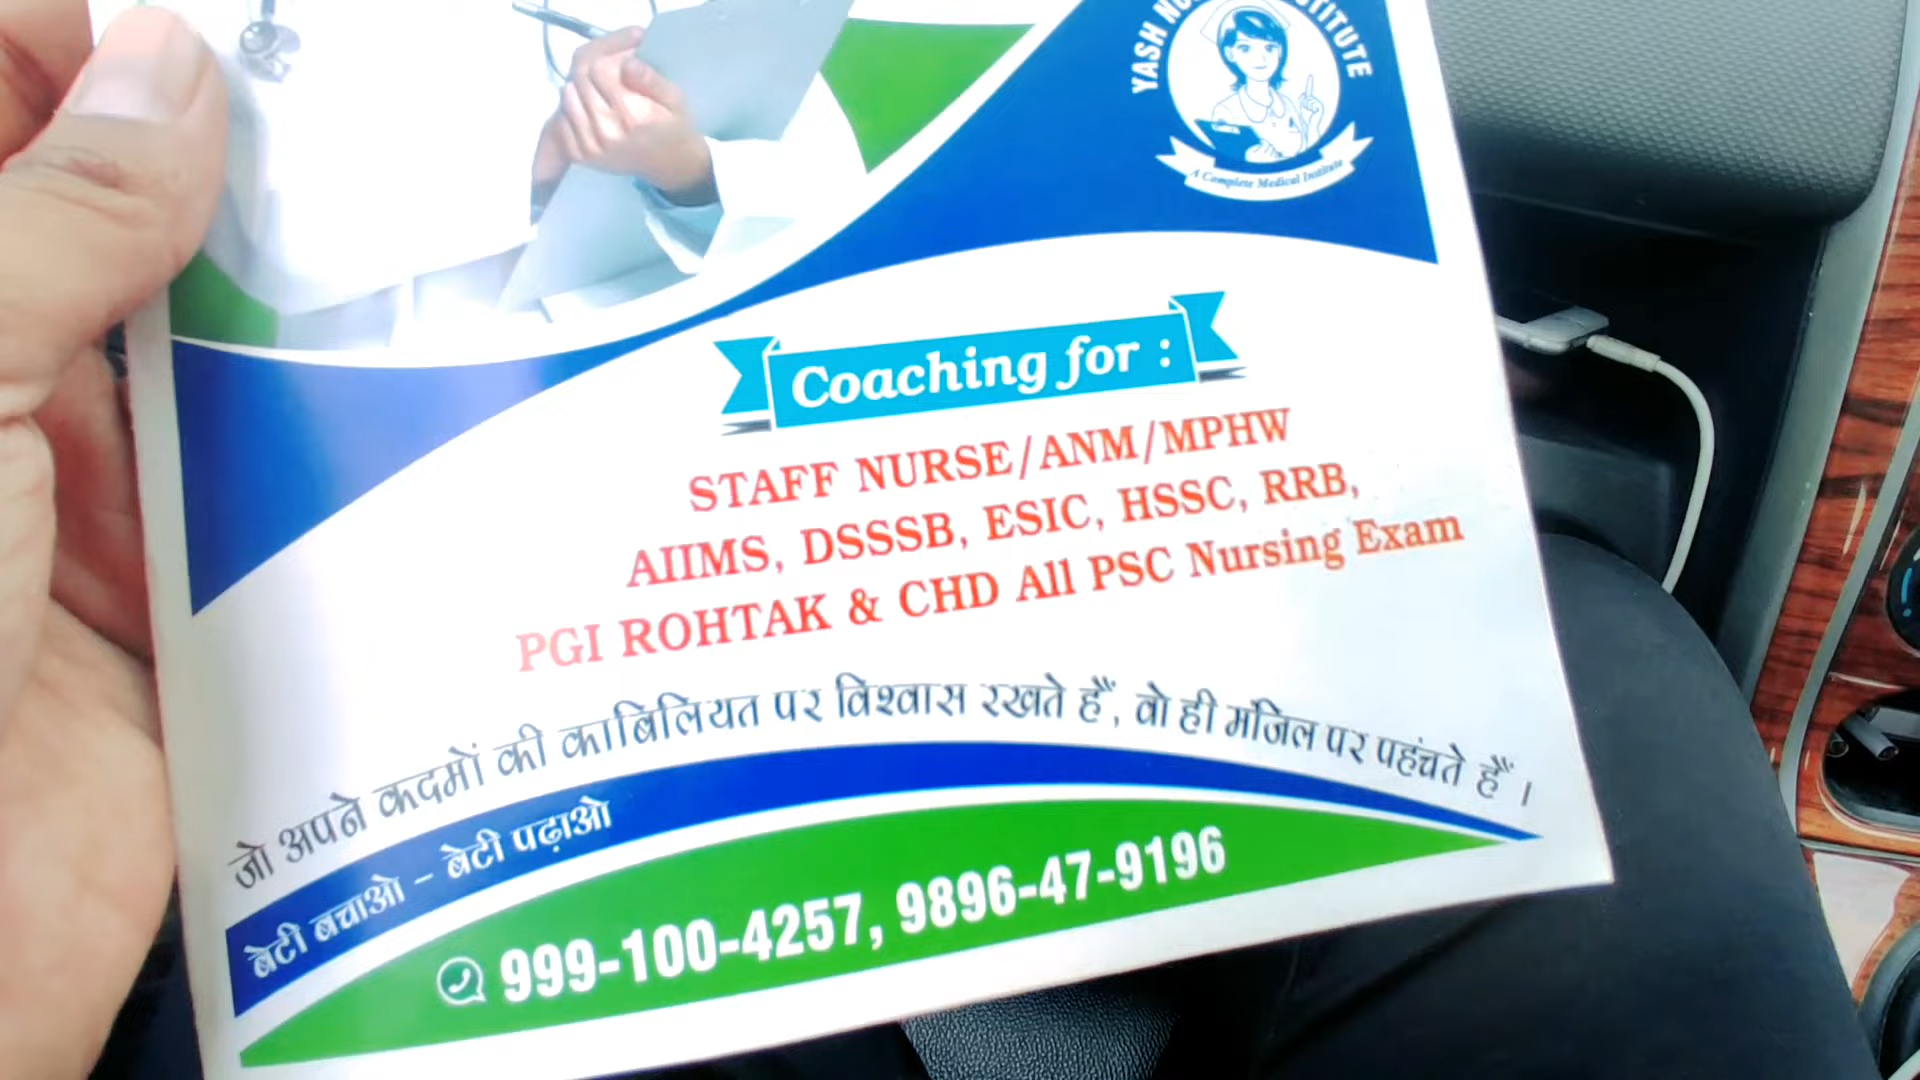 YASH NURSING INSTITUTE
A Complete Medical Institute
Coaching for :
STAFF NURSE/ANM/MPHW
AIIMS, DSSSB, ESIC, HSSC, RRB,
PGI ROHTAK & CHD All PSC Nursing Exam
जो अपने कदमों की काबिलियत पर विश्वास रखते हैं, वो ही मंजिल पर पहंचते हैं ।
बेटी बचाओ – बेटी पढ़ाओ
999-100-4257, 9896-47-9196